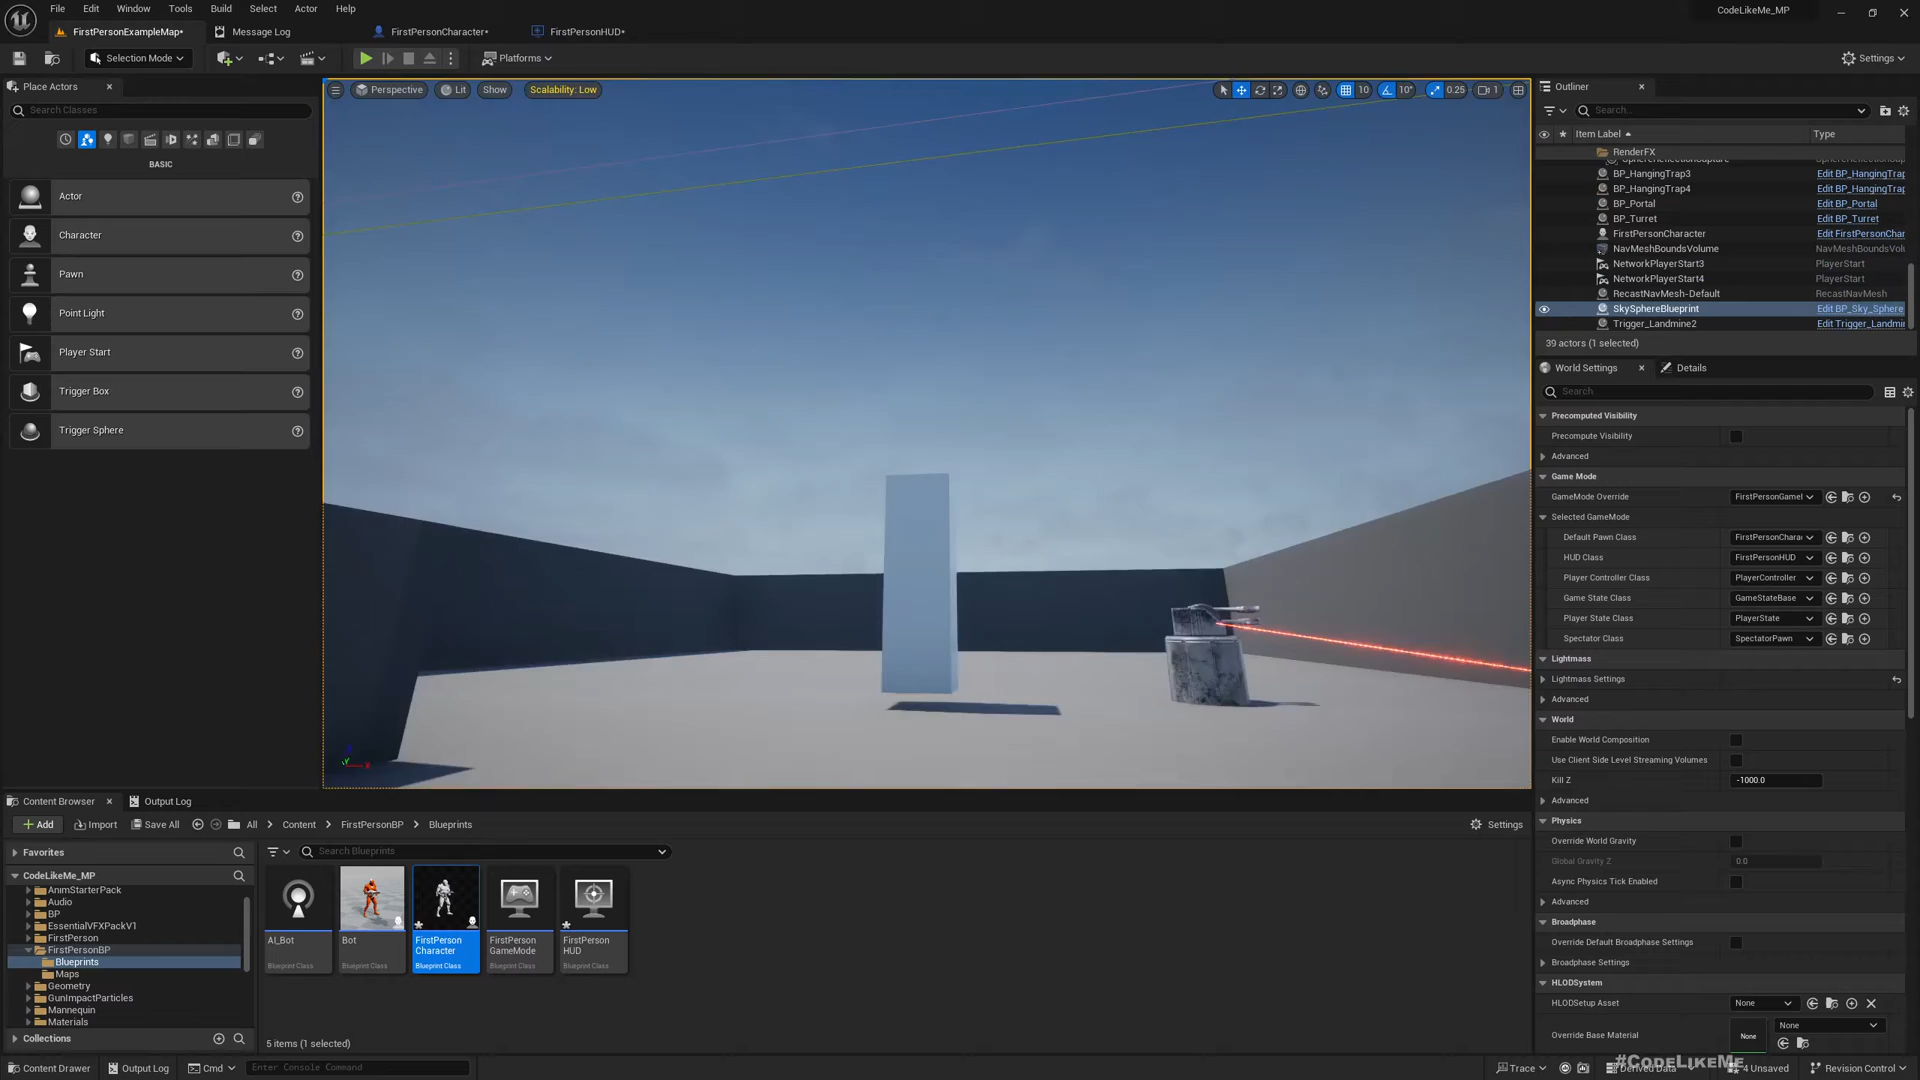 File Edit Window Tools Build Select Actor Help
CodeLikeMe_MP
FirstPersonExampleMap* Message Log FirstPersonCharacter* FirstPersonHUD*
Selection Mode Platforms Settings
Place Actors
Search Classes
BASIC
Actor
Character
Pawn
Point Light
Player Start
Trigger Box
Trigger Sphere
Perspective Lit Show Scalability: Low 10 10° 0.25 1
Outliner
Search...
Item Label Type
RenderFX
BP_HangingTrap3 Edit BP_HangingTrap
BP_HangingTrap4 Edit BP_HangingTrap
BP_Portal Edit BP_Portal
BP_Turret Edit BP_Turret
FirstPersonCharacter Edit FirstPersonChar
NavMeshBoundsVolume NavMeshBoundsVolu
NetworkPlayerStart3 PlayerStart
NetworkPlayerStart4 PlayerStart
RecastNavMesh-Default RecastNavMesh
SkySphereBlueprint Edit BP_Sky_Sphere
Trigger_Landmine2 Edit Trigger_Landmin
39 actors (1 selected)
World Settings Details
Search
Precomputed Visibility
Precompute Visibility
Advanced
Game Mode
GameMode Override FirstPersonGameI
Selected GameMode
Default Pawn Class FirstPersonChara
HUD Class FirstPersonHUD
Player Controller Class PlayerController
Game State Class GameStateBase
Player State Class PlayerState
Spectator Class SpectatorPawn
Lightmass
Lightmass Settings
Advanced
World
Enable World Composition
Use Client Side Level Streaming Volumes
Kill Z -1000.0
Advanced
Physics
Override World Gravity
Global Gravity Z 0.0
Async Physics Tick Enabled
Advanced
Broadphase
Override Default Broadphase Settings
Broadphase Settings
HLODSystem
HLODSetup Asset None
Override Base Material None None
Content Browser Output Log
Add Import Save All All Content FirstPersonBP Blueprints Settings
Favorites
Search Blueprints
CodeLikeMe_MP
AnimStarterPack
Audio
BP
EssentialVFXPackV1
FirstPerson
FirstPersonBP
Blueprints
Maps
Geometry
GunImpactParticles
Mannequin
Materials
Collections
AI_Bot
Blueprint Class
Bot
Blueprint Class
FirstPerson
Character
Blueprint Class
FirstPerson
GameMode
Blueprint Class
FirstPerson
HUD
Blueprint Class
5 items (1 selected)
Content Drawer Output Log Cmd Enter Console Command Trace Derived Data 4 Unsaved Revision Control
#CodeLikeMe